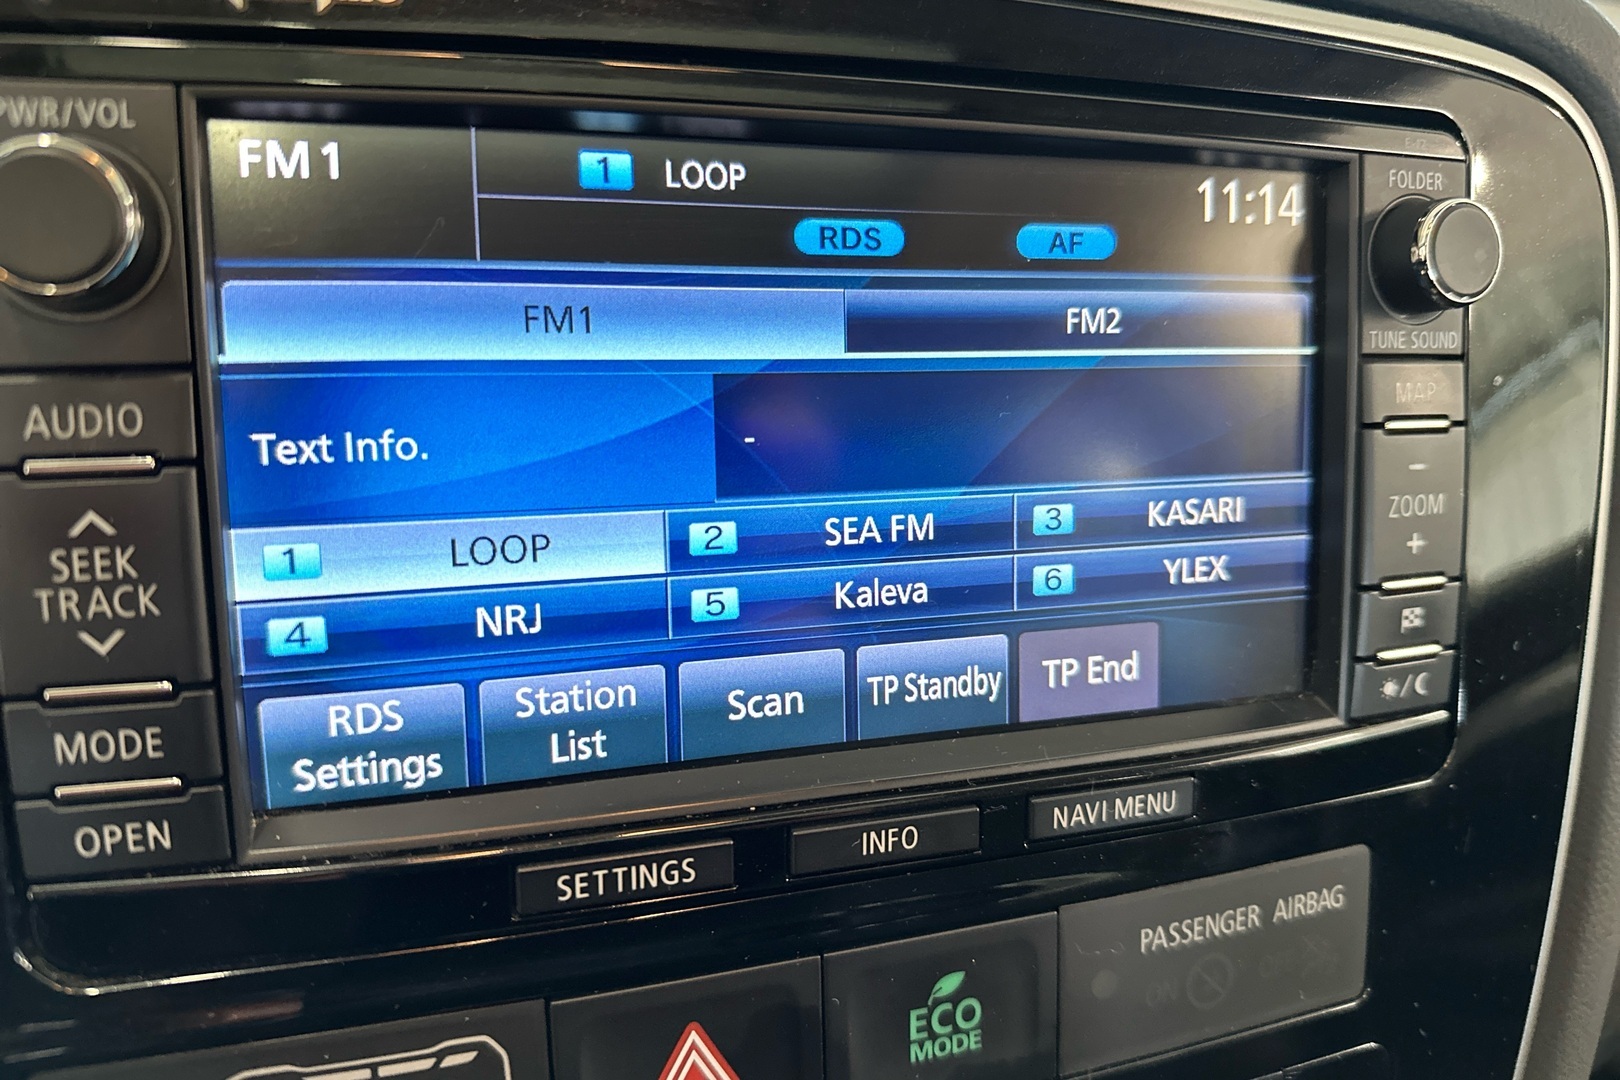 PWR/VOL
FM 1
1 LOOP
11:14
RDS AF
FOLDER
TUNE SOUND
FM1 FM2
AUDIO
MAP
Text Info. -
SEEK
TRACK
-
ZOOM
+
1 LOOP 2 SEA FM 3 KASARI
4 NRJ 5 Kaleva 6 YLEX
RDS
Settings
Station
List
Scan
TP Standby
TP End
MODE
OPEN
SETTINGS
INFO
NAVI MENU
PASSENGER AIRBAG
ON
ECO
MODE